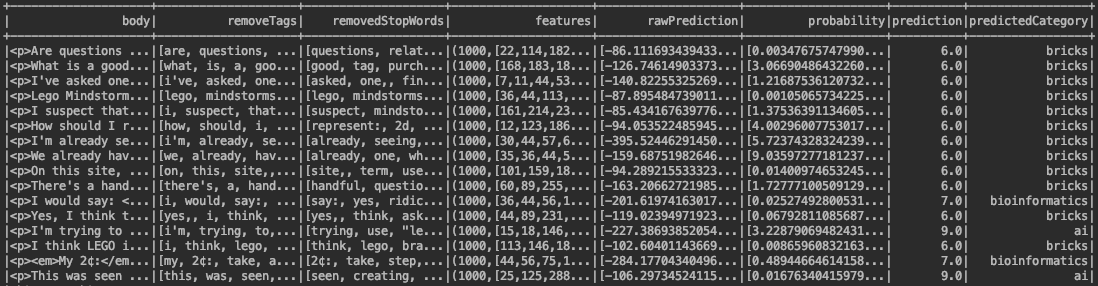 +--------------------+--------------------+--------------------+--------------------+--------------------+--------------------+----------+-----------------+
| body| removeTags| removedStopWords| features| rawPrediction| probability|prediction|predictedCategory|
+--------------------+--------------------+--------------------+--------------------+--------------------+--------------------+----------+-----------------+
|<p>Are questions ...|[are, questions, ...|[questions, relat...|(1000,[22,114,182...|[-86.111693439433...|[0.00347675747990...| 6.0| bricks|
|<p>What is a good...|[what, is, a, goo...|[good, tag, purch...|(1000,[168,183,18...|[-126.74614903373...|[3.06690486432260...| 6.0| bricks|
|<p>I've asked one...|[i've, asked, one...|[asked, one,, fin...|(1000,[7,11,44,53...|[-140.82255325269...|[1.21687536120732...| 6.0| bricks|
|<p>Lego Mindstorm...|[lego, mindstorms...|[lego, mindstorms...|(1000,[36,44,113,...|[-87.895484739011...|[0.00105065734225...| 6.0| bricks|
|<p>I suspect that...|[i, suspect, that...|[suspect, mindsto...|(1000,[161,214,23...|[-85.434167639776...|[1.37536391134605...| 6.0| bricks|
|<p>How should I r...|[how, should, i, ...|[represent:, 2d, ...|(1000,[12,123,186...|[-94.053522485945...|[4.00296007753017...| 6.0| bricks|
|<p>I'm already se...|[i'm, already, se...|[already, seeing,...|(1000,[30,44,57,6...|[-395.52446291450...|[5.72374328324239...| 6.0| bricks|
|<p>We already hav...|[we, already, hav...|[already, one, wh...|(1000,[35,36,44,5...|[-159.68751982646...|[9.03597277181237...| 6.0| bricks|
|<p>On this site, ...|[on, this, site,,...|[site,, term, use...|(1000,[101,159,18...|[-94.289215533323...|[0.01400974653245...| 6.0| bricks|
|<p>There's a hand...|[there's, a, hand...|[handful, questio...|(1000,[60,89,255,...|[-163.20662721985...|[1.72777100509129...| 6.0| bricks|
|<p>I would say: <...|[i, would, say:, ...|[say:, yes, ridic...|(1000,[36,44,56,1...|[-201.61974163017...|[0.02527492800531...| 7.0| bioinformatics|
|<p>Yes, I think t...|[yes,, i, think, ...|[yes,, think, ask...|(1000,[44,89,231,...|[-119.02394971923...|[0.06792811085687...| 6.0| bricks|
|<p>I'm trying to ...|[i'm, trying, to,...|[trying, use, "le...|(1000,[15,18,146,...|[-227.38693852054...|[3.22879069482431...| 9.0| ai|
|<p>I think LEGO i...|[i, think, lego, ...|[think, lego, bra...|(1000,[113,146,18...|[-102.60401143669...|[0.00865960832163...| 6.0| bricks|
|<p><em>My 2¢:</em...|[my, 2¢:, take, a...|[2¢:, take, step,...|(1000,[44,56,75,1...|[-284.17704340496...|[0.48944664614158...| 7.0| bioinformatics|
|<p>This was seen ...|[this, was, seen,...|[seen, creating, ...|(1000,[25,125,288...|[-106.29734524115...|[0.01676340415979...| 9.0| ai|